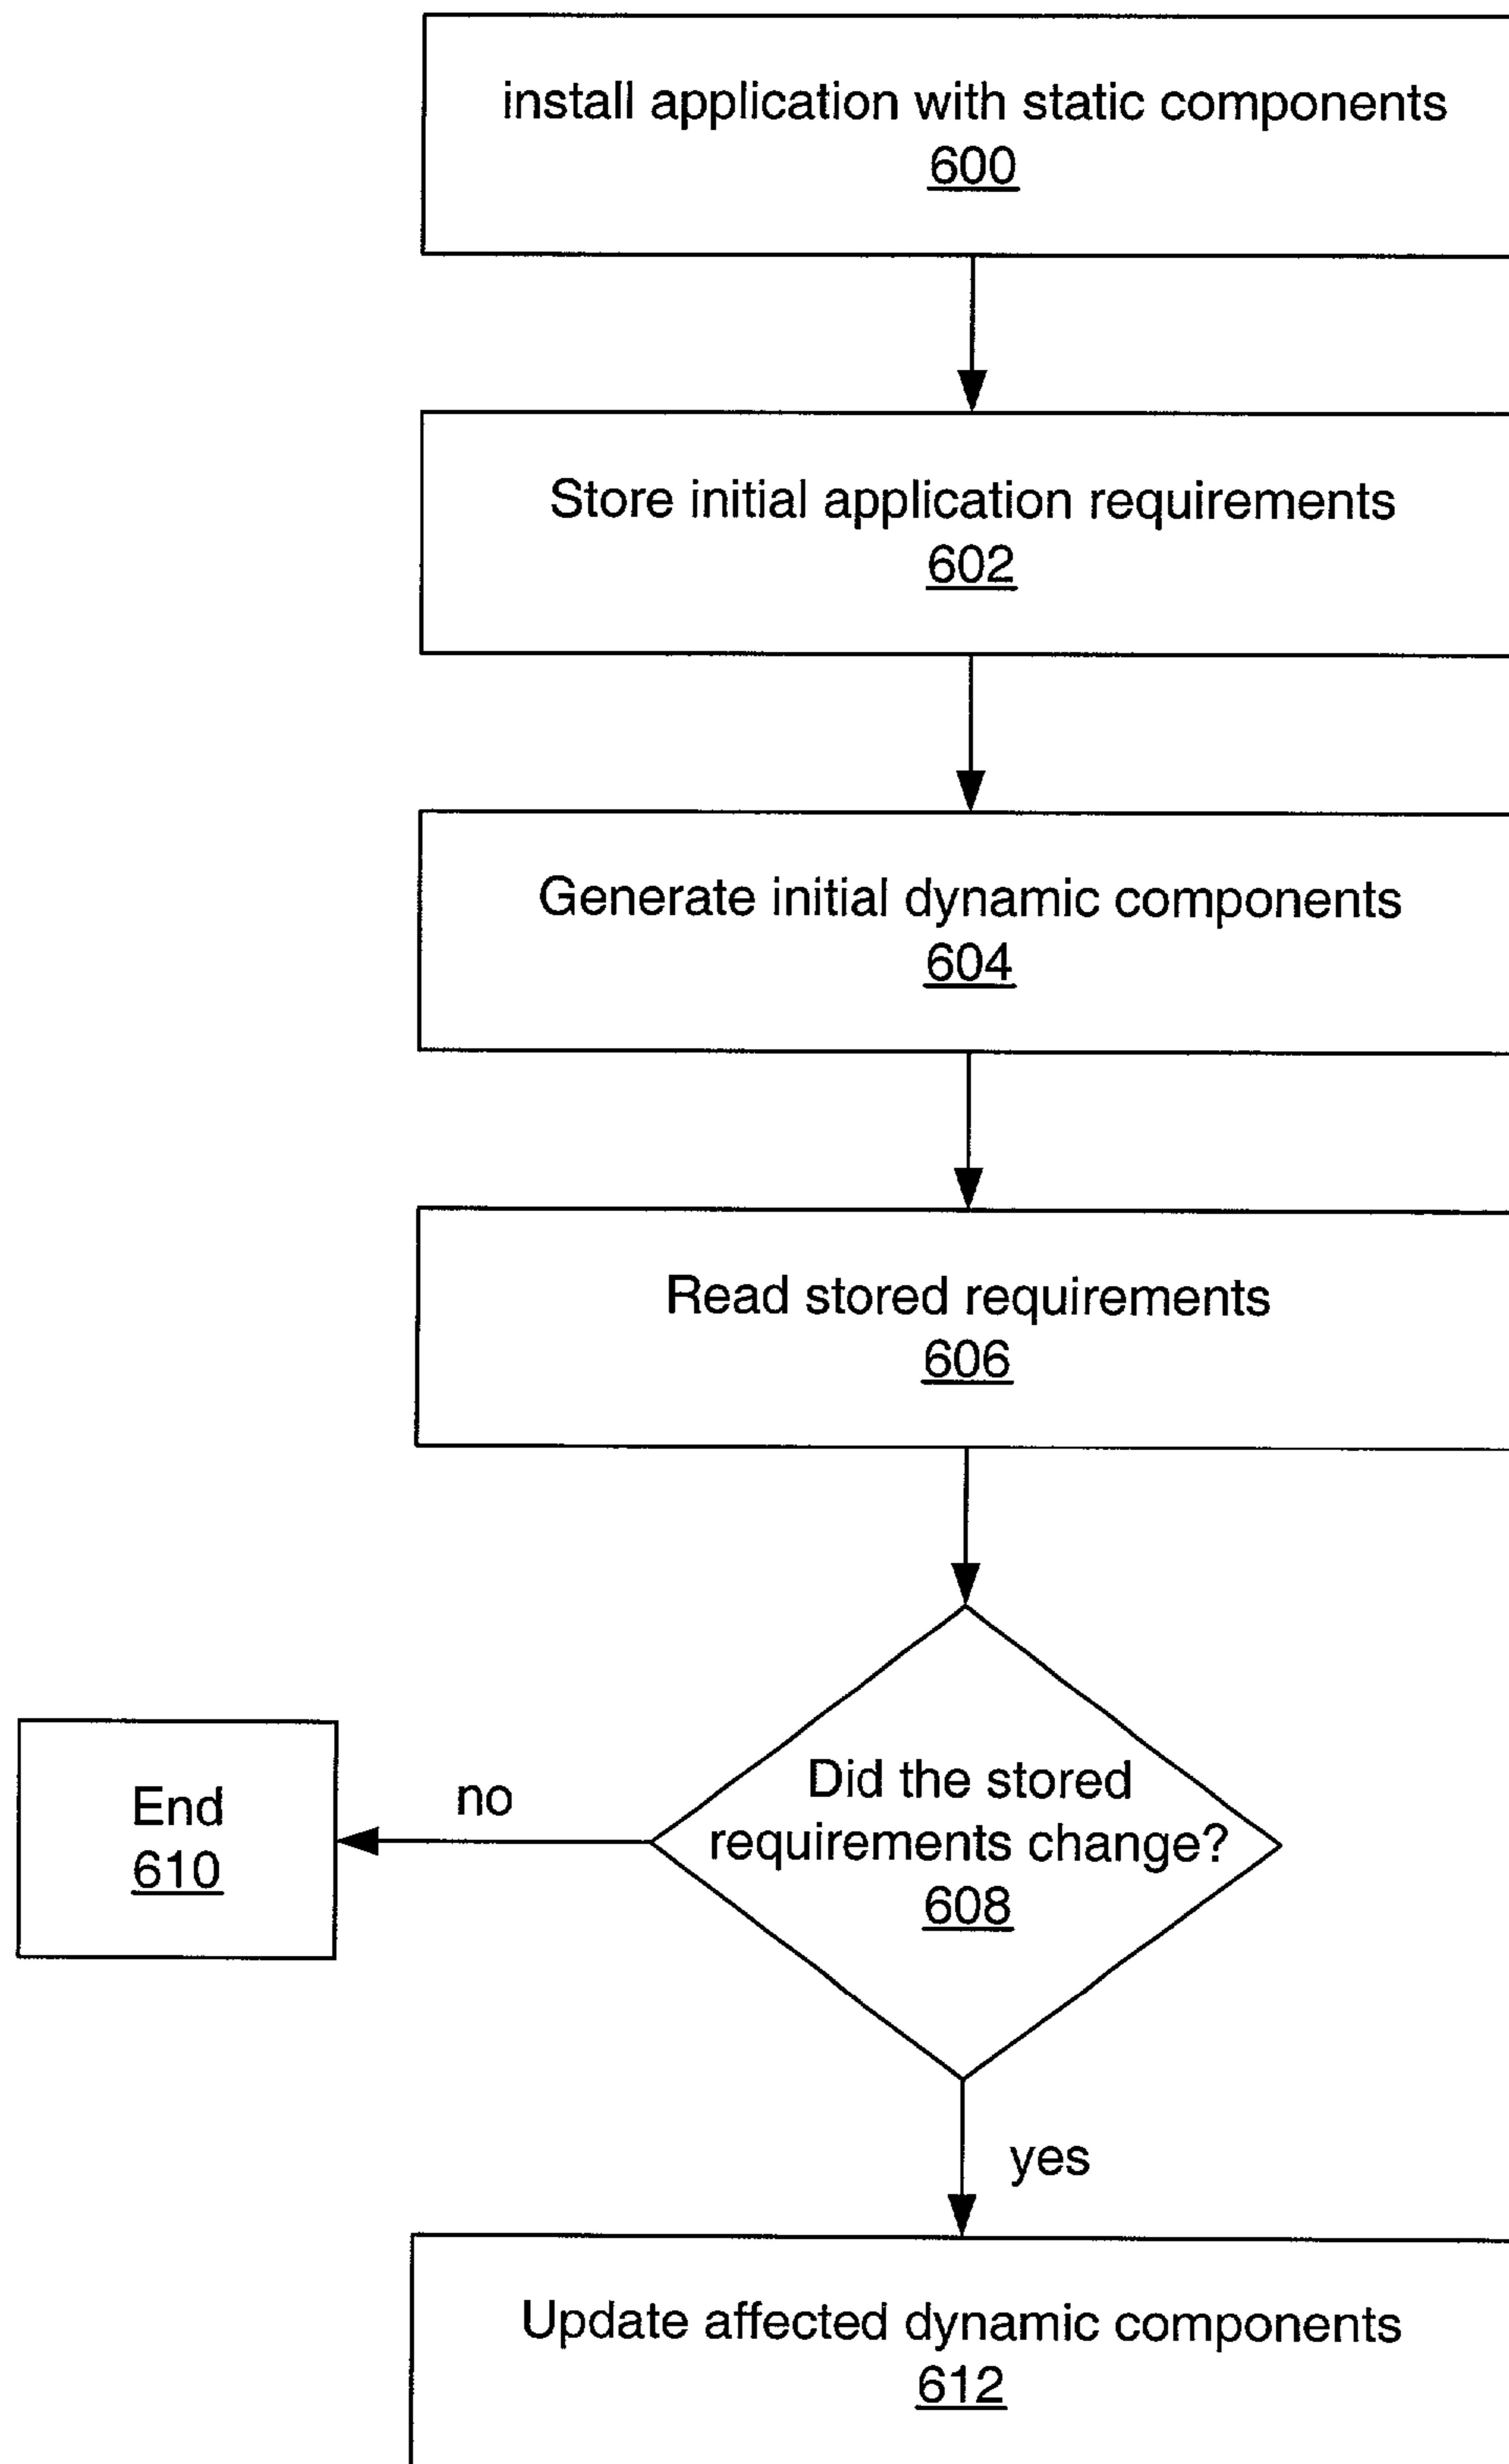 install application with static components
600
Store initial application requirements
602
Generate initial dynamic components
604
Read stored requirements
606
Did the stored
requirements change?
608
no
End
610
yes
Update affected dynamic components
612